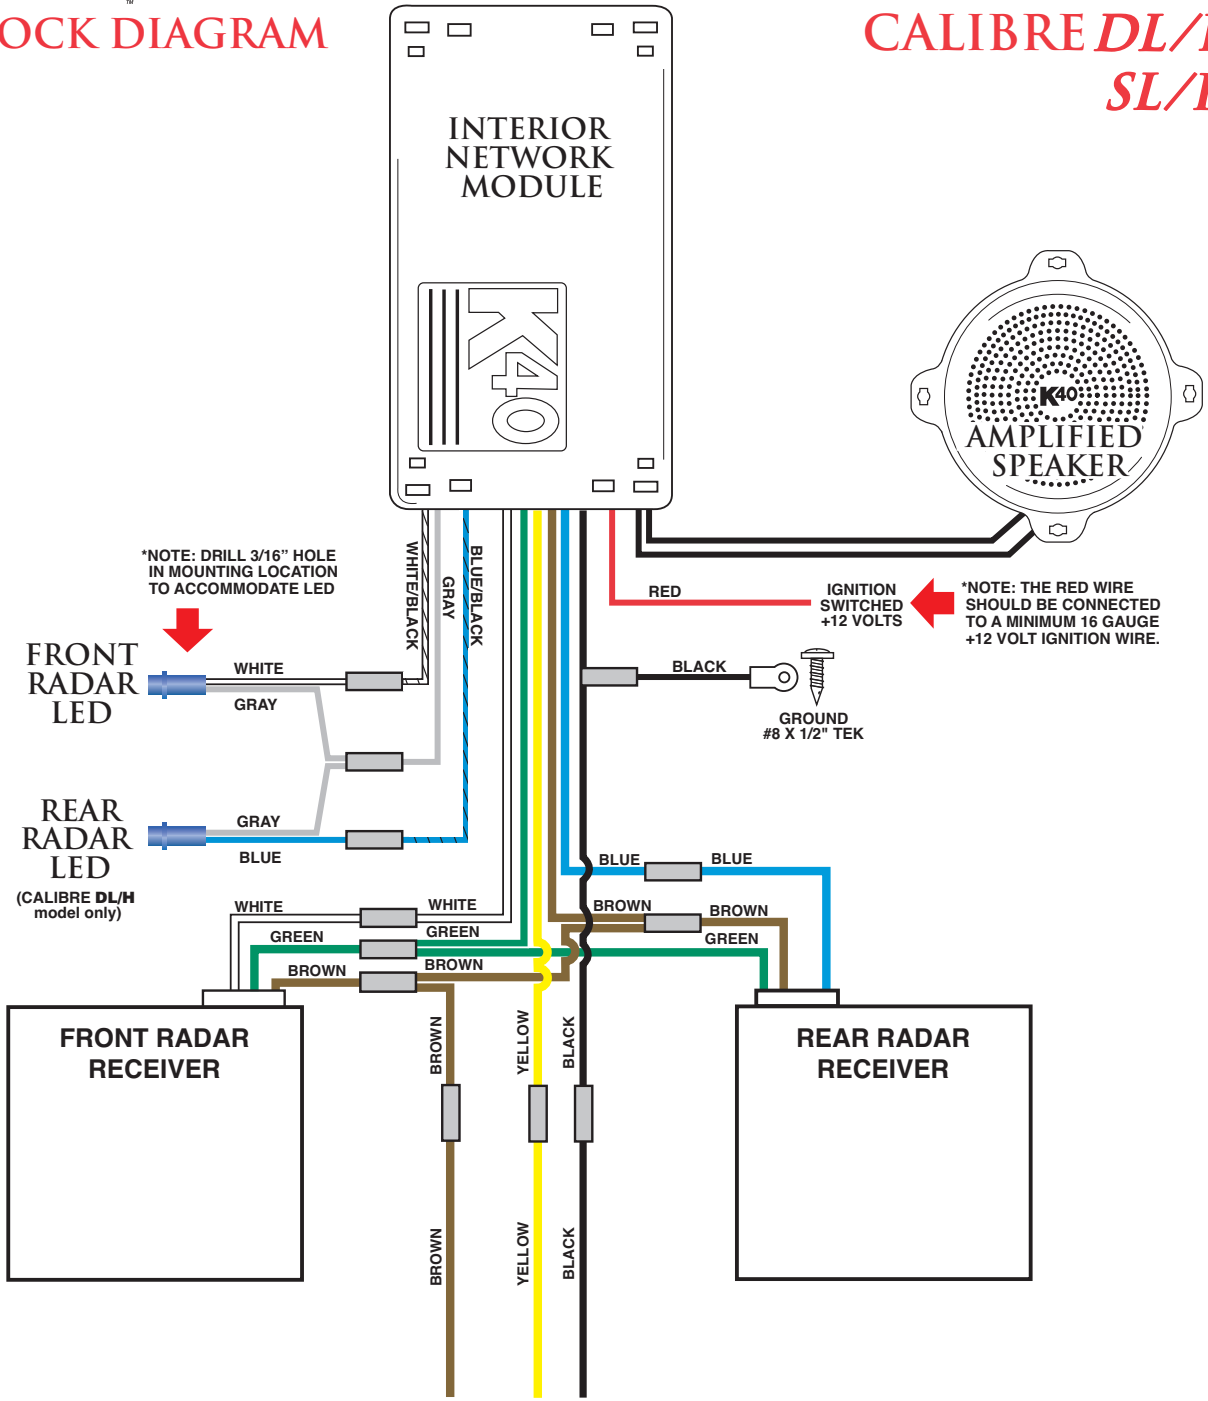 ™
OCK DIAGRAM
CALIBRE DL/
SL/
INTERIOR
NETWORK
MODULE
K40
K40
AMPLIFIED
SPEAKER
*NOTE: DRILL 3/16” HOLE
IN MOUNTING LOCATION
TO ACCOMMODATE LED
WHITE/BLACK
GRAY
BLUE/BLACK
RED
IGNITION
SWITCHED
+12 VOLTS
*NOTE: THE RED WIRE
SHOULD BE CONNECTED
TO A MINIMUM 16 GAUGE
+12 VOLT IGNITION WIRE.
FRONT
RADAR
LED
WHITE
GRAY
BLACK
GROUND
#8 X 1/2" TEK
REAR
RADAR
LED
(CALIBRE DL/H
model only)
GRAY
BLUE
BLUE
BLUE
WHITE
WHITE
BROWN
BROWN
GREEN
GREEN
GREEN
BROWN
BROWN
FRONT RADAR
RECEIVER
BROWN
YELLOW
BLACK
REAR RADAR
RECEIVER
BROWN
YELLOW
BLACK